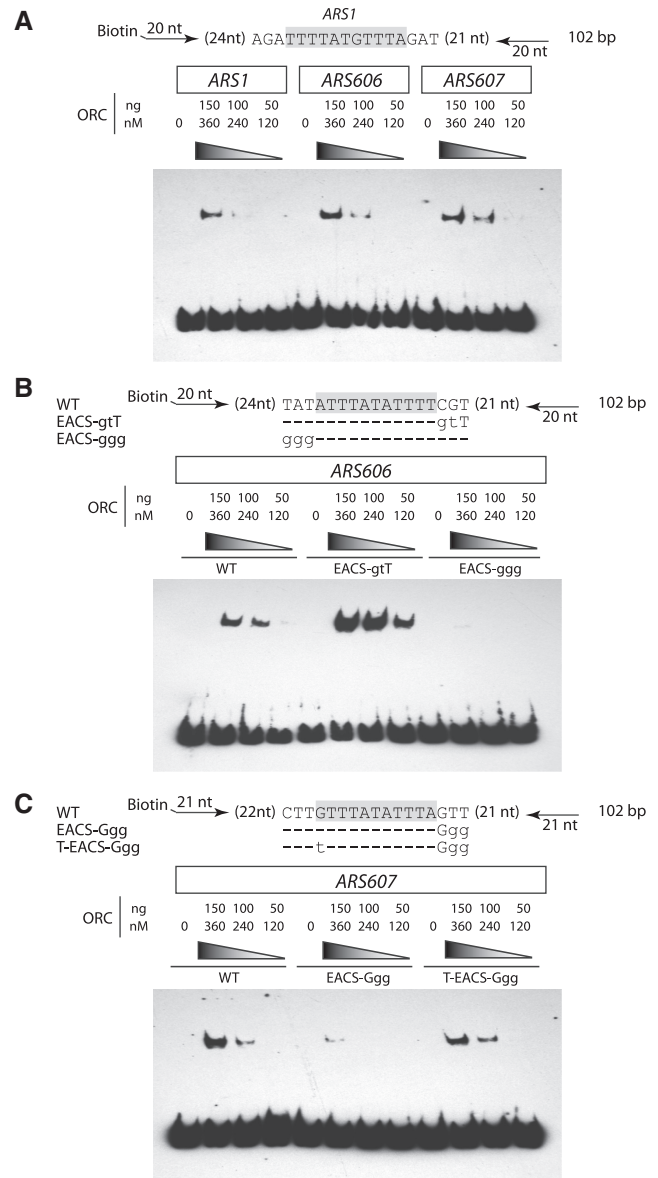 A
ARS1
Biotin 20 nt (24nt) AGATTTTATGTTTAGAT (21 nt) 20 nt 102 bp
ARS1 ARS606 ARS607
ng 150 100 50 150 100 50 150 100 50
ORC
nM 0 360 240 120 0 360 240 120 0 360 240 120
B
WT Biotin 20 nt (24nt) TATATTTATATTTTCGT (21 nt) 20 nt 102 bp
EACS-gtT --------------gtT
EACS-ggg ggg--------------
ARS606
ng 150 100 50 150 100 50 150 100 50
ORC
nM 0 360 240 120 0 360 240 120 0 360 240 120
WT EACS-gtT EACS-ggg
C
WT Biotin 21 nt (22nt) CTTGTTTATATTTAGTT (21 nt) 21 nt 102 bp
EACS-Ggg --------------Ggg
T-EACS-Ggg ---t----------Ggg
ARS607
ng 150 100 50 150 100 50 150 100 50
ORC
nM 0 360 240 120 0 360 240 120 0 360 240 120
WT EACS-Ggg T-EACS-Ggg